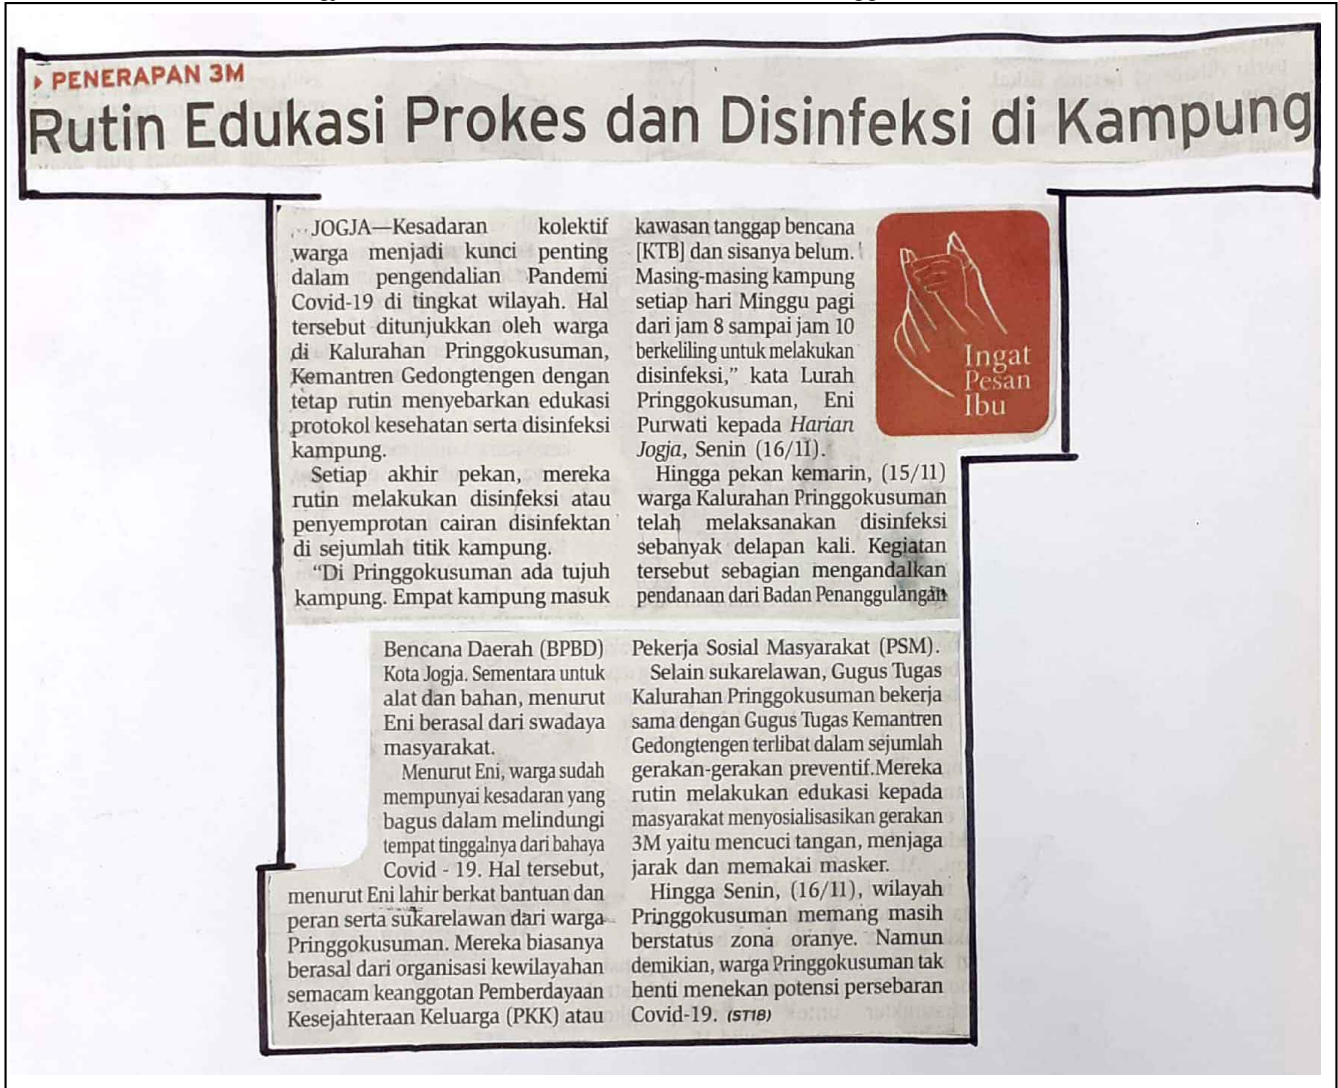 PENERAPAN 3M
Rutin Edukasi Prokes dan Disinfeksi di Kampung
JOGJA—Kesadaran kolektif
warga menjadi kunci penting
dalam pengendalian Pandemi
Covid-19 di tingkat wilayah. Hal
tersebut ditunjukkan oleh warga
di Kalurahan Pringgokusuman,
Kemantren Gedongtengen dengan
tetap rutin menyebarkan edukasi
protokol kesehatan serta disinfeksi
kampung.
Setiap akhir pekan, mereka
rutin melakukan disinfeksi atau
penyemprotan cairan disinfektan
di sejumlah titik kampung.
“Di Pringgokusuman ada tujuh
kampung. Empat kampung masuk
kawasan tanggap bencana
[KTB] dan sisanya belum.
Masing-masing kampung
setiap hari Minggu pagi
dari jam 8 sampai jam 10
berkeliling untuk melakukan
disinfeksi,” kata Lurah
Pringgokusuman, Eni
Purwati kepada Harian
Jogja, Senin (16/11).
Hingga pekan kemarin, (15/11)
warga Kalurahan Pringgokusuman
telah melaksanakan disinfeksi
sebanyak delapan kali. Kegiatan
tersebut sebagian mengandalkan
pendanaan dari Badan Penanggulangan
Ingat
Pesan
Ibu
Bencana Daerah (BPBD)
Kota Jogja. Sementara untuk
alat dan bahan, menurut
Eni berasal dari swadaya
masyarakat.
Menurut Eni, warga sudah
mempunyai kesadaran yang
bagus dalam melindungi
tempat tinggalnya dari bahaya
Covid - 19. Hal tersebut,
menurut Eni lahir berkat bantuan dan
peran serta sukarelawan dari warga
Pringgokusuman. Mereka biasanya
berasal dari organisasi kewilayahan
semacam keanggotan Pemberdayaan
Kesejahteraan Keluarga (PKK) atau
Pekerja Sosial Masyarakat (PSM).
Selain sukarelawan, Gugus Tugas
Kalurahan Pringgokusuman bekerja
sama dengan Gugus Tugas Kemantren
Gedongtengen terlibat dalam sejumlah
gerakan-gerakan preventif.Mereka
rutin melakukan edukasi kepada
masyarakat menyosialisasikan gerakan
3M yaitu mencuci tangan, menjaga
jarak dan memakai masker.
Hingga Senin, (16/11), wilayah
Pringgokusuman memang masih
berstatus zona oranye. Namun
demikian, warga Pringgokusuman tak
henti menekan potensi persebaran
Covid-19. (ST18)